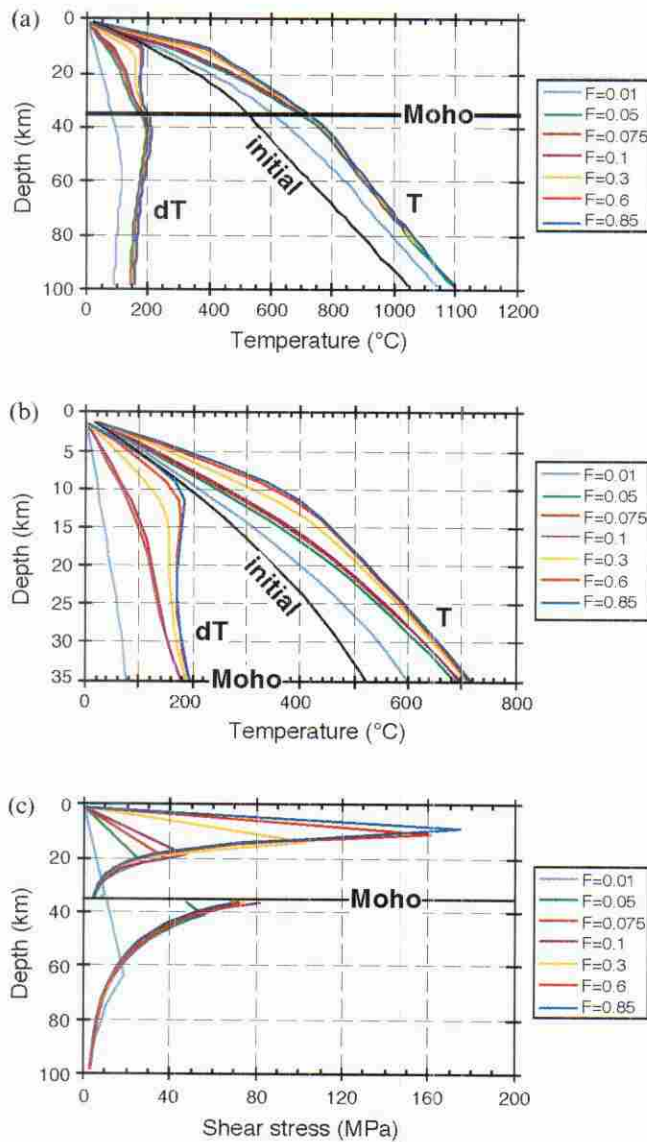 (a)
0
20
40
60
80
100
Depth (km)
Moho
initial
dT
T
0 200 400 600 800 1000 1100 1200
Temperature (°C)
F=0.01
F=0.05
F=0.075
F=0.1
F=0.3
F=0.6
F=0.85
(b)
0
5
10
15
20
25
30
35
Depth (km)
initial
dT
T
Moho
0 200 400 500 600 700 800
Temperature (°C)
F=0.01
F=0.05
F=0.075
F=0.1
F=0.3
F=0.6
F=0.85
(c)
0
20
40
60
80
100
Depth (km)
Moho
0 40 80 120 160 200
Shear stress (MPa)
F=0.01
F=0.05
F=0.075
F=0.1
F=0.3
F=0.6
F=0.85